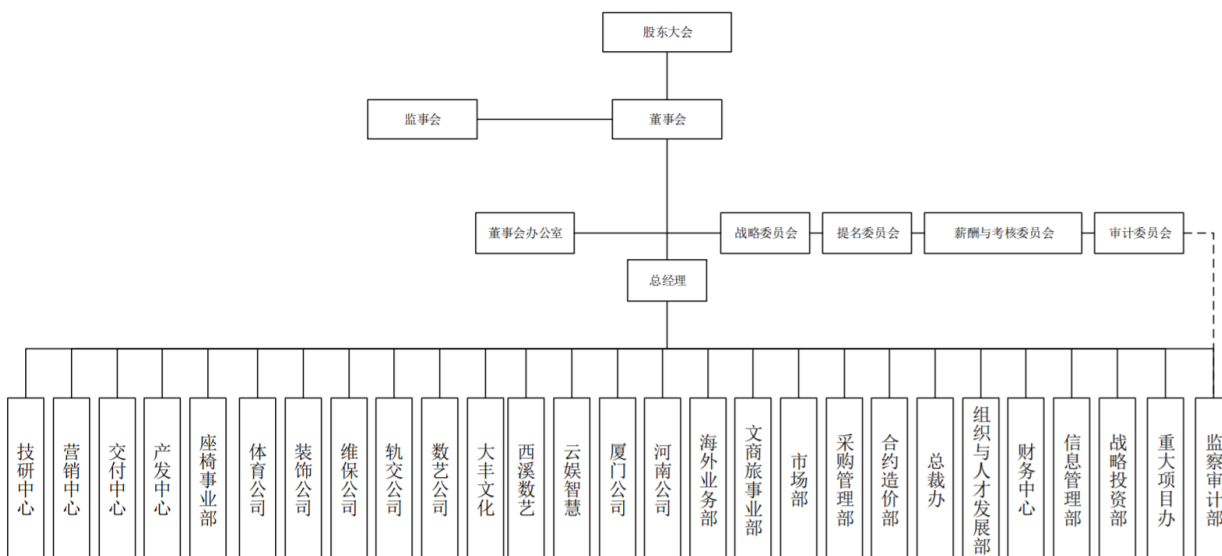 股东大会
监事会
董事会
董事会办公室
战略委员会
提名委员会
薪酬与考核委员会
审计委员会
总经理
技研中心
营销中心
交付中心
产发中心
座椅事业部
体育公司
装饰公司
维保公司
轨交公司
数艺公司
大丰文化
西溪数艺
云娱智慧
厦门公司
河南公司
海外业务部
文商旅事业部
市场部
采购管理部
合约造价部
总裁办
组织与人才发展部
财务中心
信息管理部
战略投资部
重大项目办
监察审计部